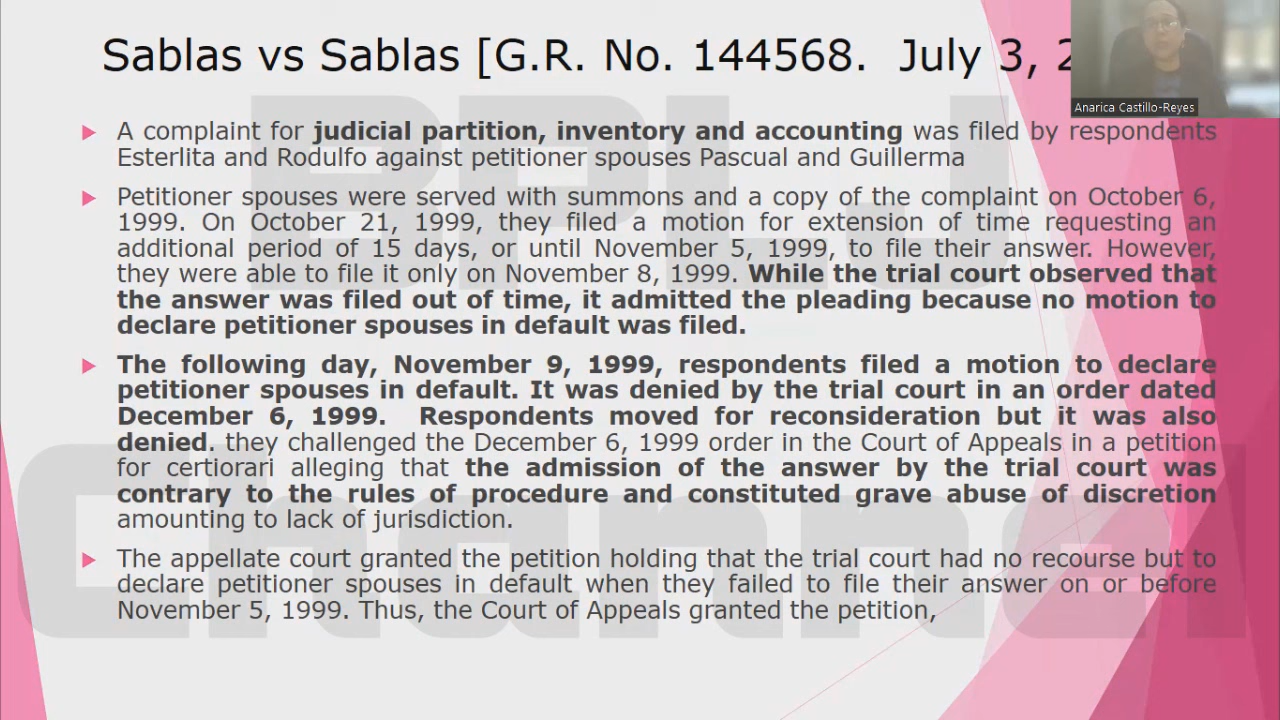 Sablas vs Sablas [G.R. No. 144568. July 3, 2
Anarica Castillo-Reyes
A complaint for judicial partition, inventory and accounting was filed by respondents
Esterlita and Rodulfo against petitioner spouses Pascual and Guillerma
Petitioner spouses were served with summons and a copy of the complaint on October 6,
1999. On October 21, 1999, they filed a motion for extension of time requesting an
additional period of 15 days, or until November 5, 1999, to file their answer. However,
they were able to file it only on November 8, 1999. While the trial court observed that
the answer was filed out of time, it admitted the pleading because no motion to
declare petitioner spouses in default was filed.
The following day, November 9, 1999, respondents filed a motion to declare
petitioner spouses in default. It was denied by the trial court in an order dated
December 6, 1999. Respondents moved for reconsideration but it was also
denied. they challenged the December 6, 1999 order in the Court of Appeals in a petition
for certiorari alleging that the admission of the answer by the trial court was
contrary to the rules of procedure and constituted grave abuse of discretion
amounting to lack of jurisdiction.
The appellate court granted the petition holding that the trial court had no recourse but to
declare petitioner spouses in default when they failed to file their answer on or before
November 5, 1999. Thus, the Court of Appeals granted the petition,
BPLJ
Channel